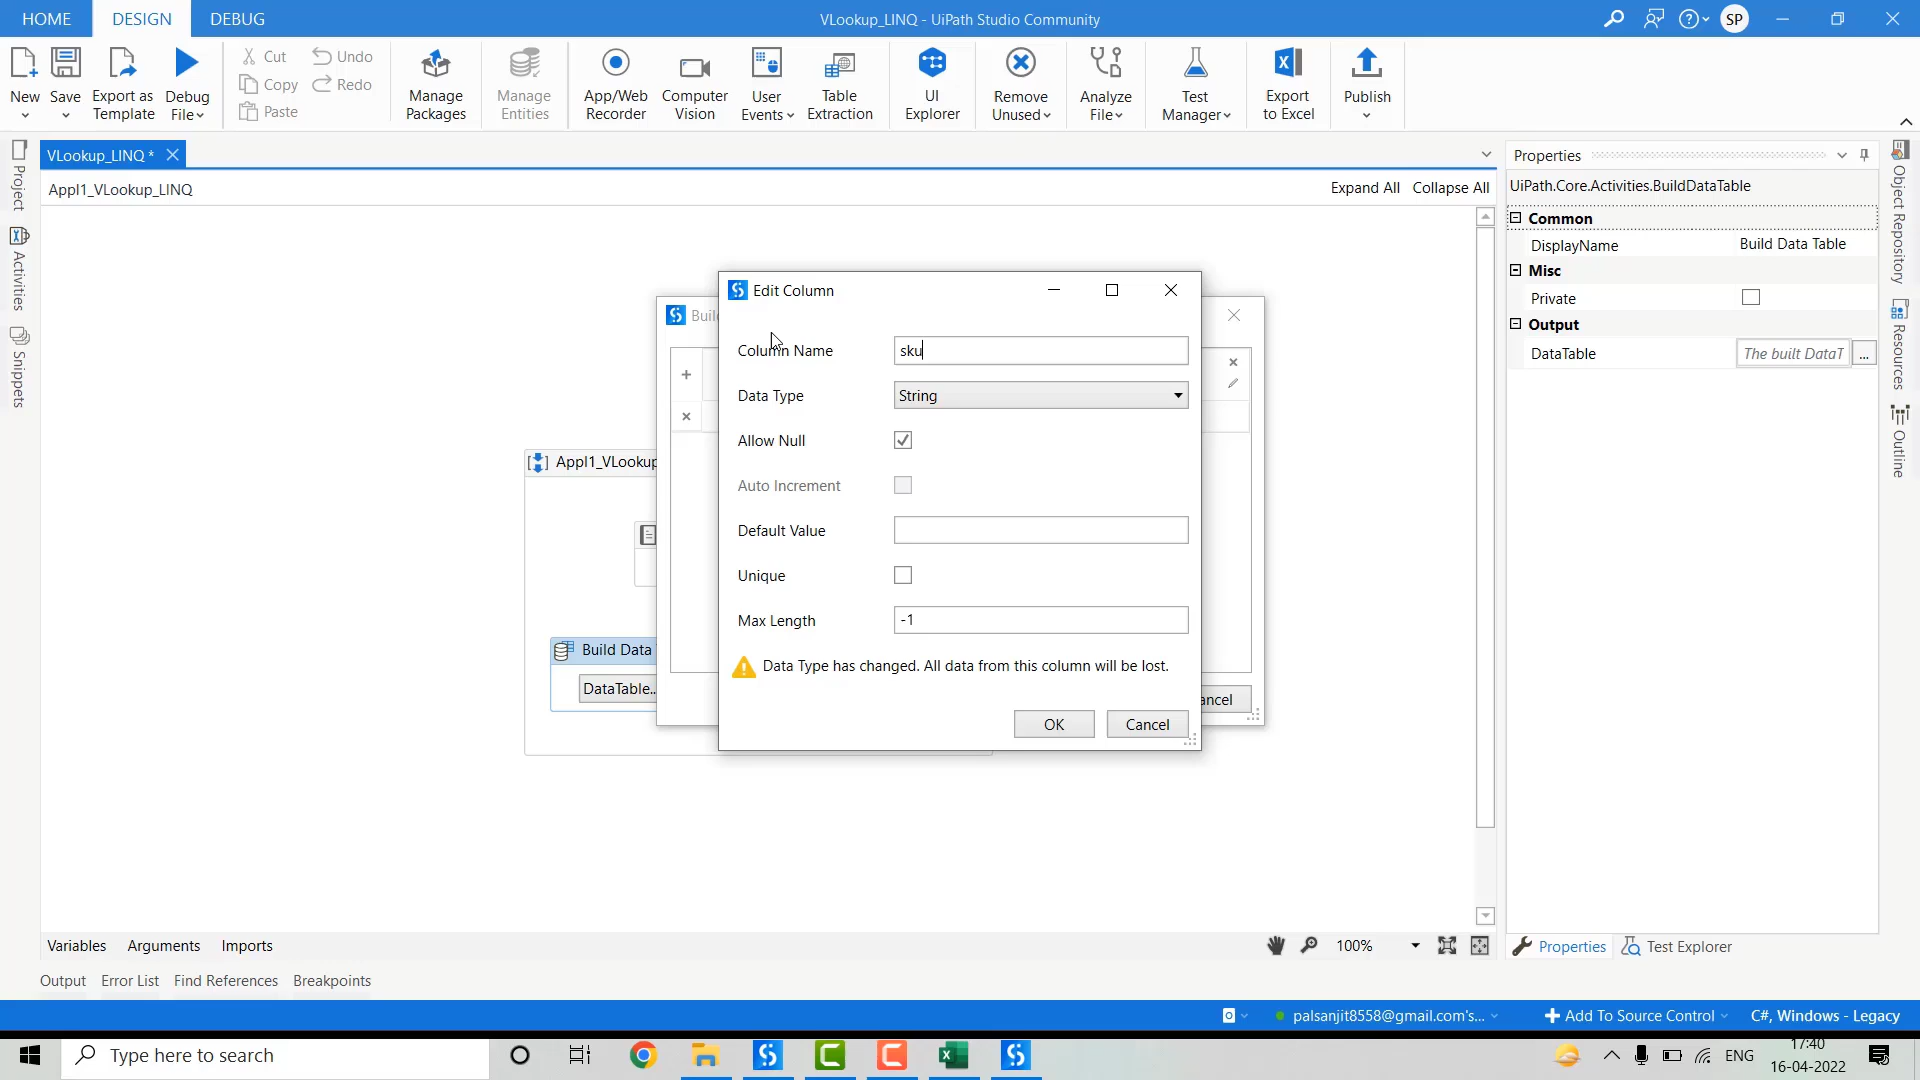 HOME DESIGN DEBUG
VLookup_LINQ - UiPath Studio Community
SP
New
Save
Export as Template
Debug File
Cut
Copy
Paste
Undo
Redo
Manage Packages
Manage Entities
App/Web Recorder
Computer Vision
User Events
Table Extraction
UI Explorer
Remove Unused
Analyze File
Test Manager
Export to Excel
Publish
Project
Activities
Snippets
VLookup_LINQ *
Appl1_VLookup_LINQ
Expand All Collapse All
Appl1_VLookup
Build Data
DataTable..
Buil
ancel
Edit Column
Column Name sku
Data Type String
Allow Null
Auto Increment
Default Value
Unique
Max Length -1
Data Type has changed. All data from this column will be lost.
OK Cancel
Properties
UiPath.Core.Activities.BuildDataTable
Common
DisplayName Build Data Table
Misc
Private
Output
DataTable The built DataT ...
Object Repository
Resources
Outline
Variables Arguments Imports
100%
Properties Test Explorer
Output Error List Find References Breakpoints
palsanjit8558@gmail.com's...
Add To Source Control
C#, Windows - Legacy
Type here to search
ENG
17:40
16-04-2022